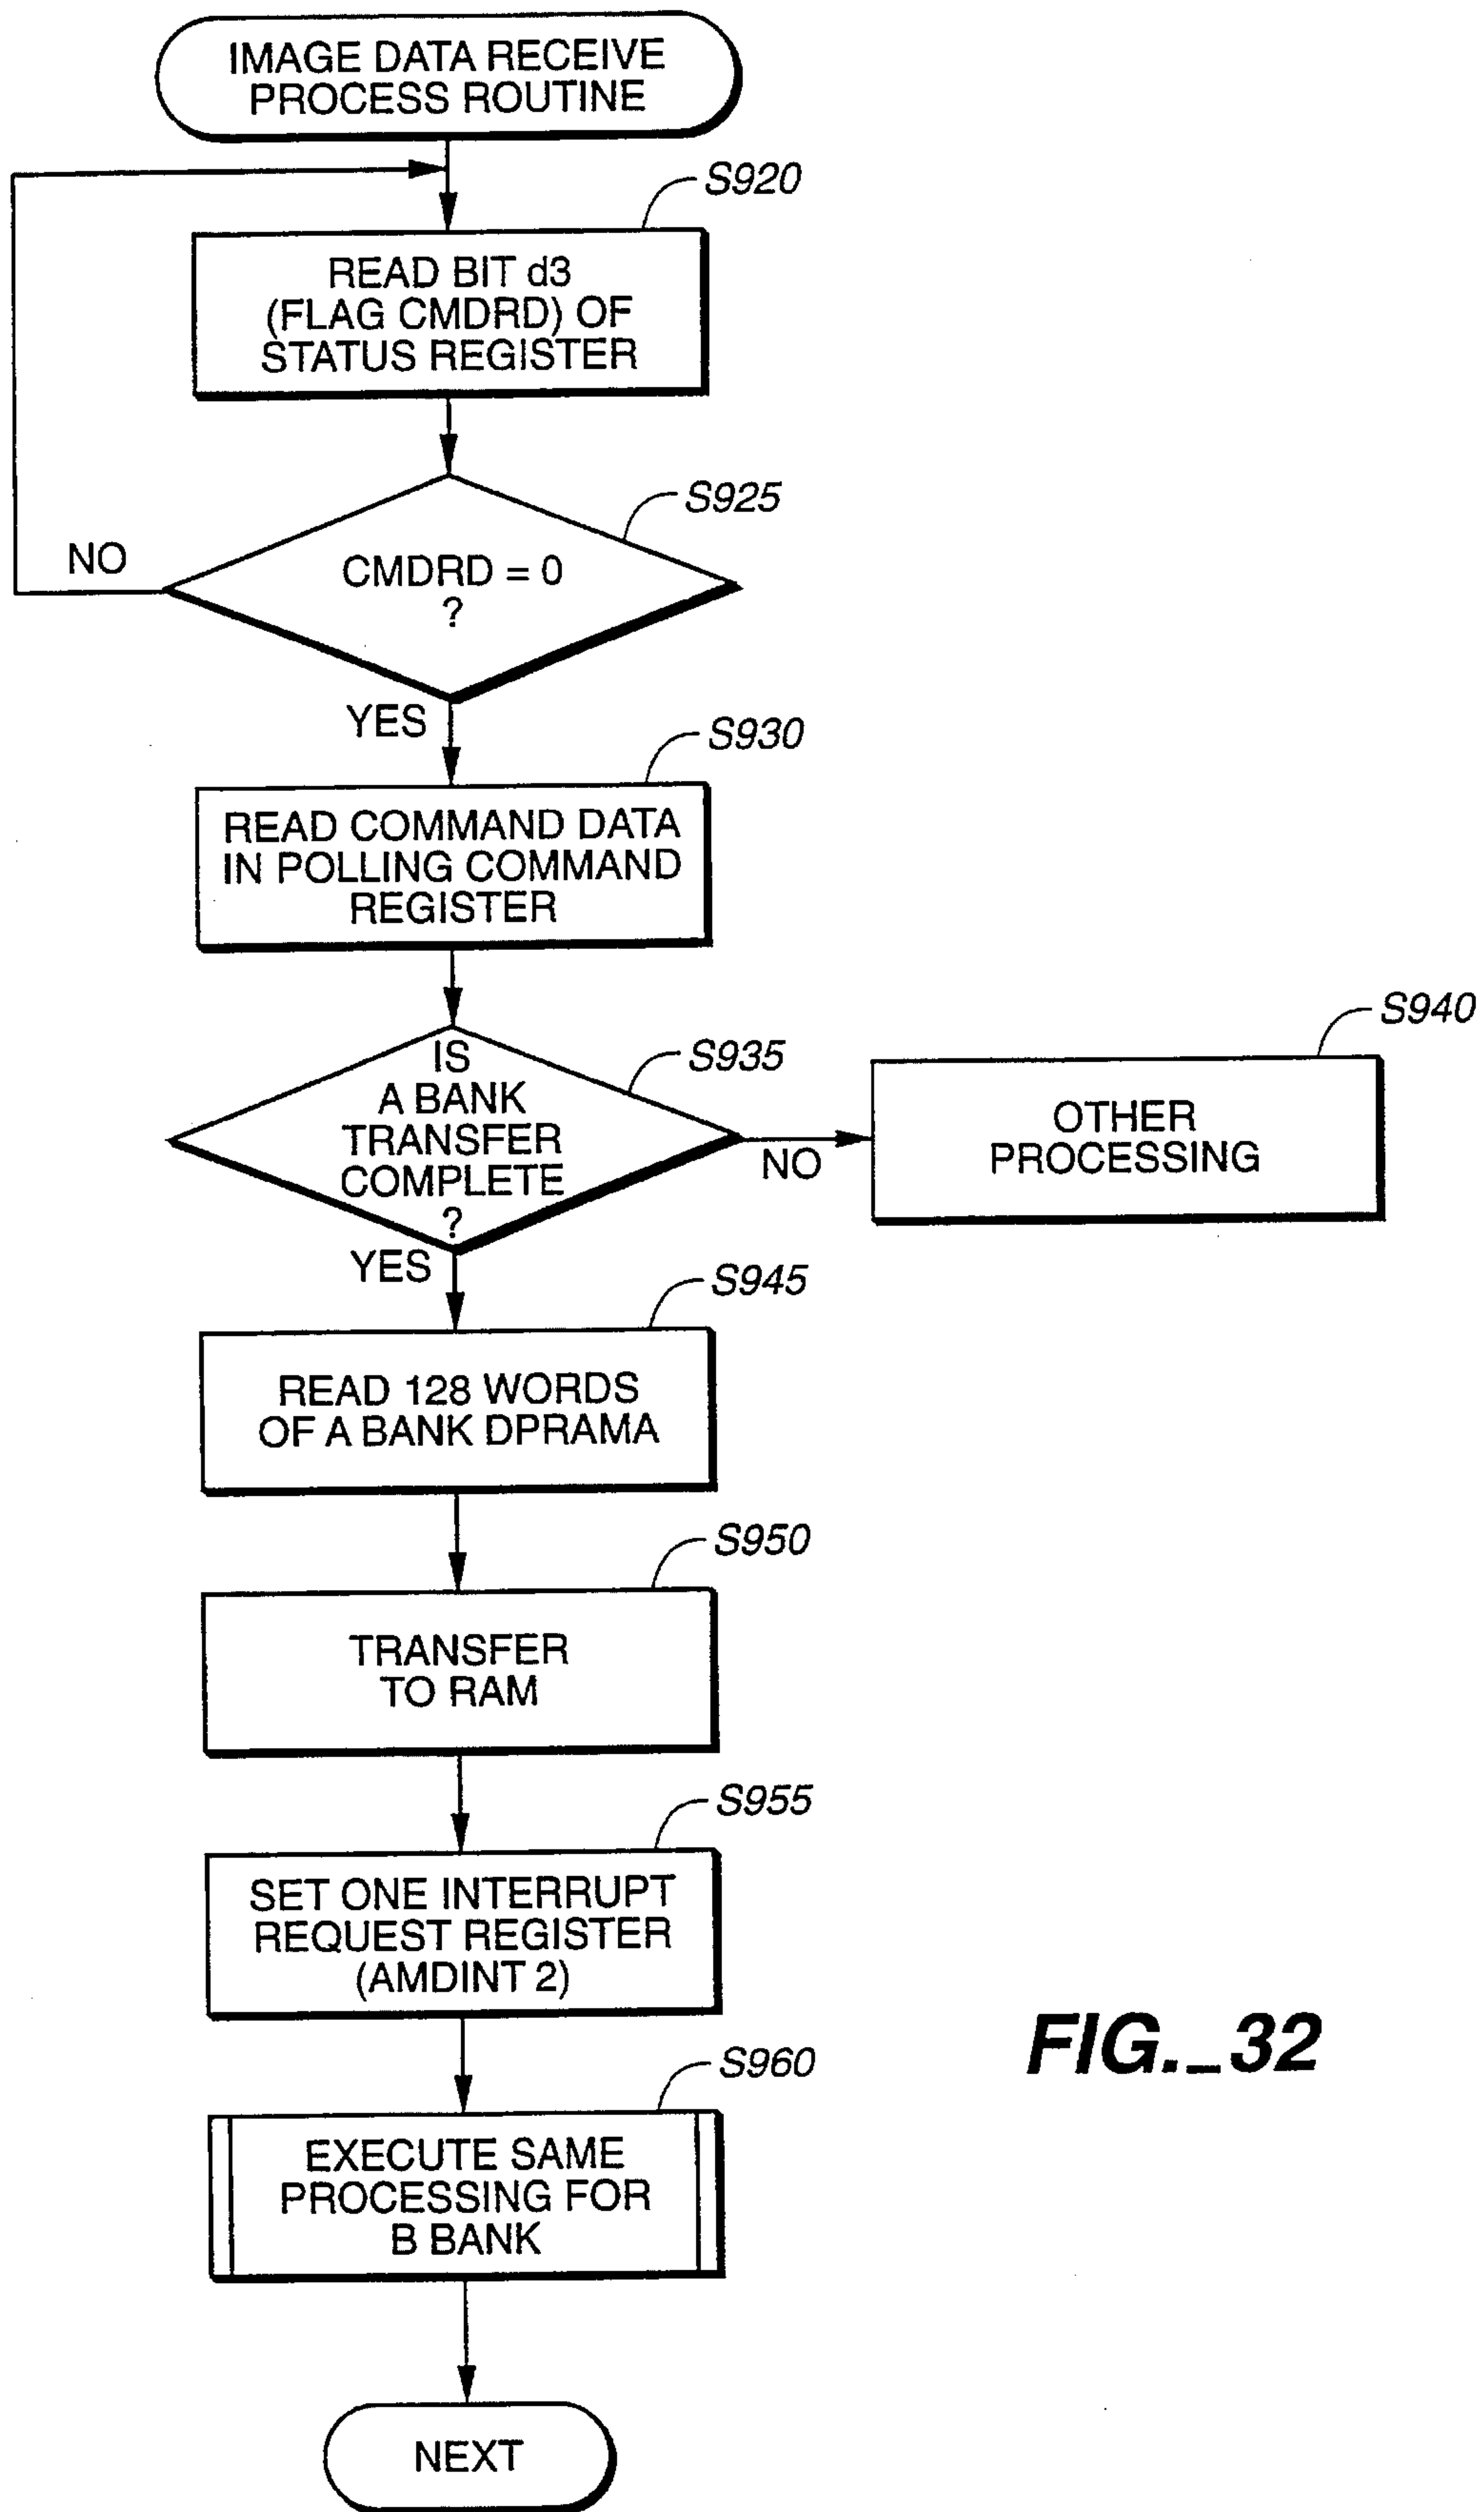 IMAGE DATA RECEIVE
PROCESS ROUTINE
S920
READ BIT d3
(FLAG CMDRD) OF
STATUS REGISTER
S925
NO
CMDRD = 0
?
YES
S930
READ COMMAND DATA
IN POLLING COMMAND
REGISTER
S935
IS
A BANK
TRANSFER
COMPLETE
?
NO
S940
OTHER
PROCESSING
YES
S945
READ 128 WORDS
OF A BANK DPRAMA
S950
TRANSFER
TO RAM
S955
SET ONE INTERRUPT
REQUEST REGISTER
(AMDINT 2)
S960
EXECUTE SAME
PROCESSING FOR
B BANK
NEXT
FIG._32